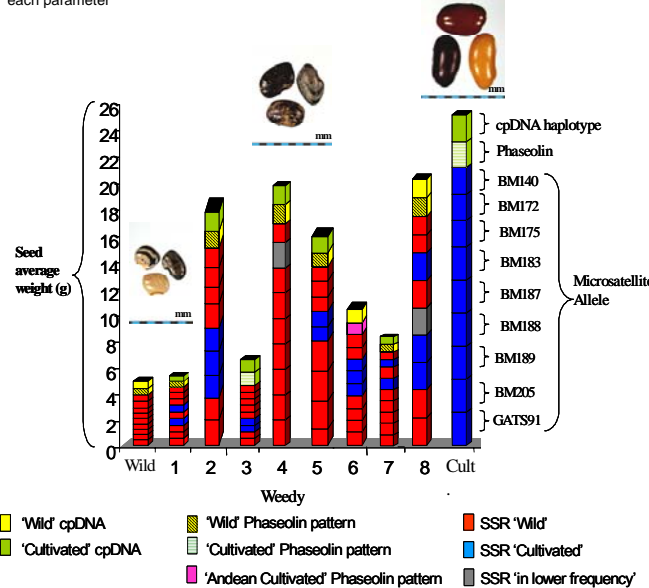 each parameter
mm
mm
mm
26
24
22
20
18
16
14
12
10
8
6
4
2
0
Seed
average
weight (g)
cpDNA haplotype
Phaseolin
BM140
BM172
BM175
BM183
BM187
BM188
BM189
BM205
GATS91
Microsatellite
Allele
Wild 1 2 3 4 5 6 7 8 Cult
Weedy
'Wild' cpDNA
'Cultivated' cpDNA
'Wild' Phaseolin pattern
'Cultivated' Phaseolin pattern
'Andean Cultivated' Phaseolin pattern
SSR 'Wild'
SSR 'Cultivated'
SSR 'in lower frequency'